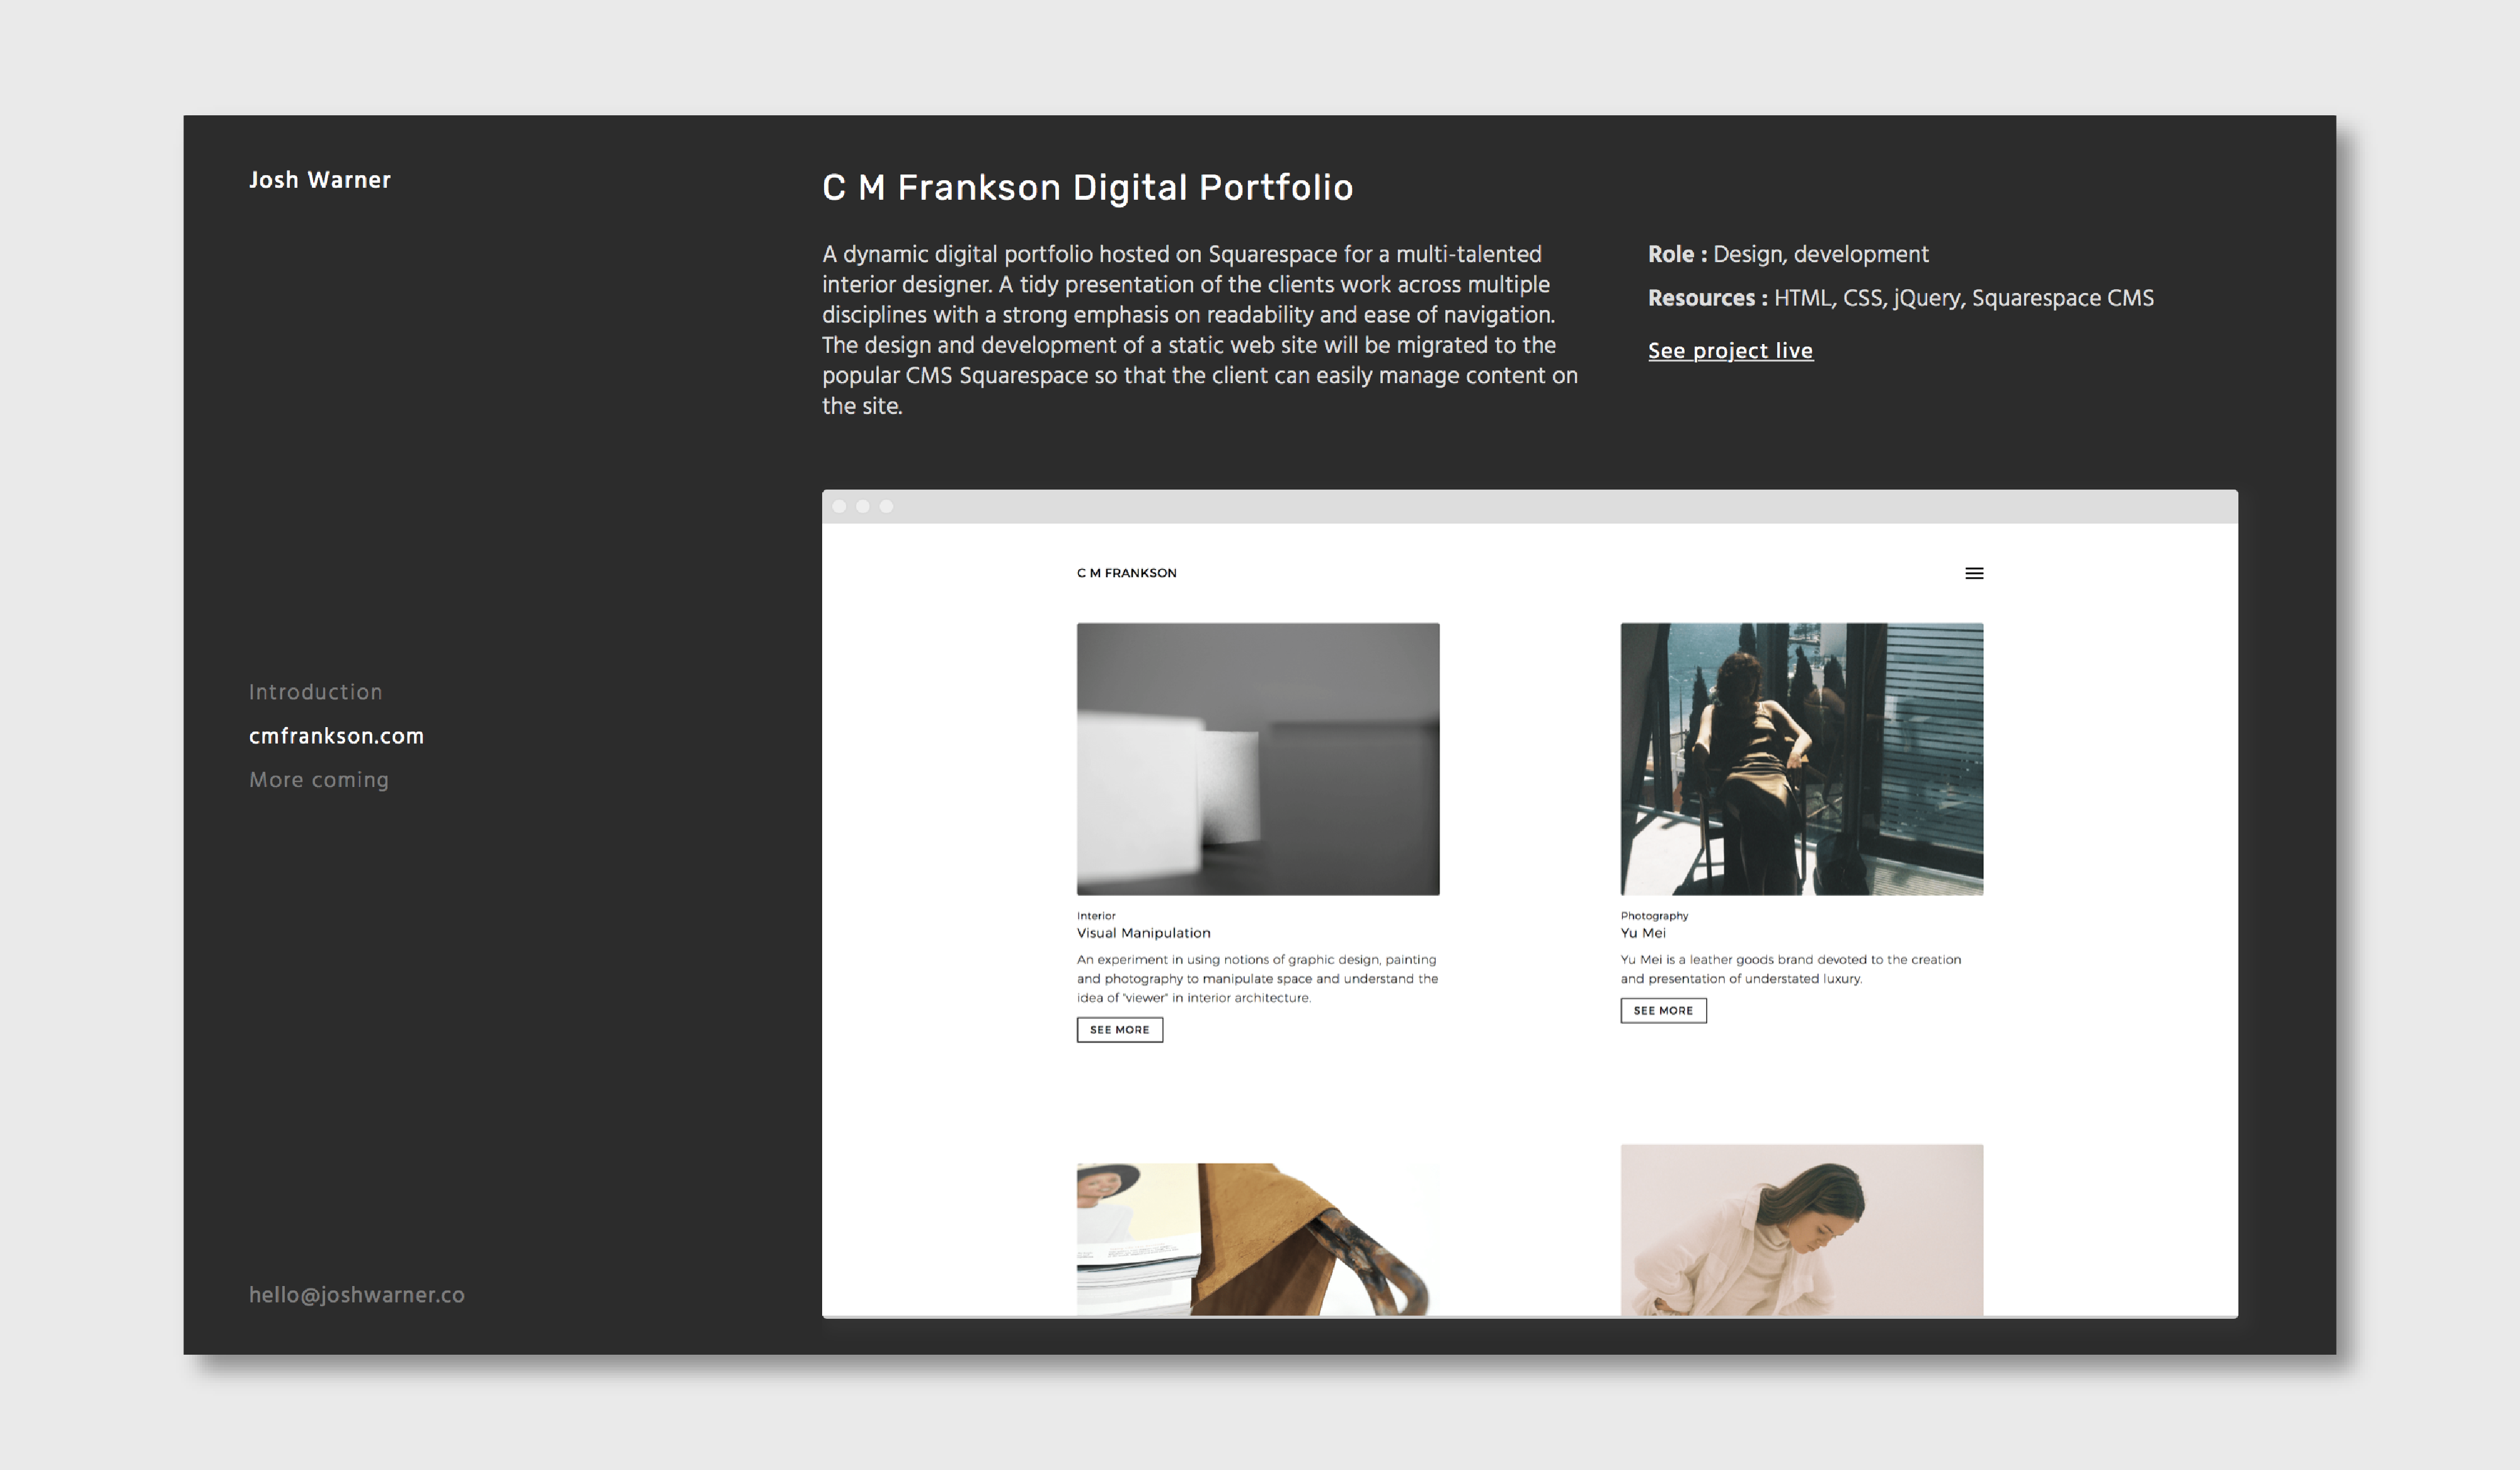 Josh Warner
Introduction
cmfrankson.com
More coming
hello@joshwarner.co
C M Frankson Digital Portfolio
A dynamic digital portfolio hosted on Squarespace for a multi-talented
interior designer. A tidy presentation of the clients work across multiple
disciplines with a strong emphasis on readability and ease of navigation.
The design and development of a static web site will be migrated to the
popular CMS Squarespace so that the client can easily manage content on
the site.
Role : Design, development
Resources : HTML, CSS, jQuery, Squarespace CMS
See project live
C M FRANKSON
Interior
Visual Manipulation
An experiment in using notions of graphic design, painting
and photography to manipulate space and understand the
idea of "viewer" in interior architecture.
SEE MORE
Photography
Yu Mei
Yu Mei is a leather goods brand devoted to the creation
and presentation of understated luxury.
SEE MORE